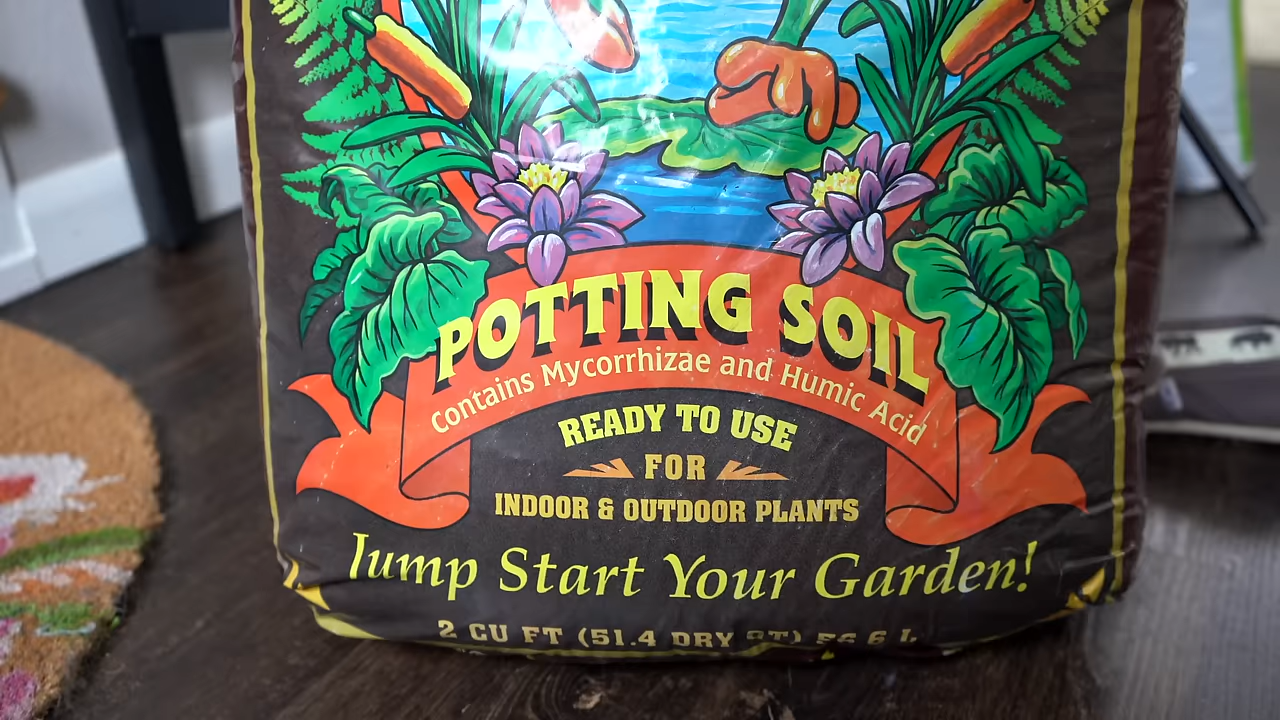 POTTING SOIL
Contains Mycorrhizae and Humic Acid
READY TO USE
FOR
INDOOR & OUTDOOR PLANTS
Jump Start Your Garden!
2 CU FT (51.4 DRY QT)